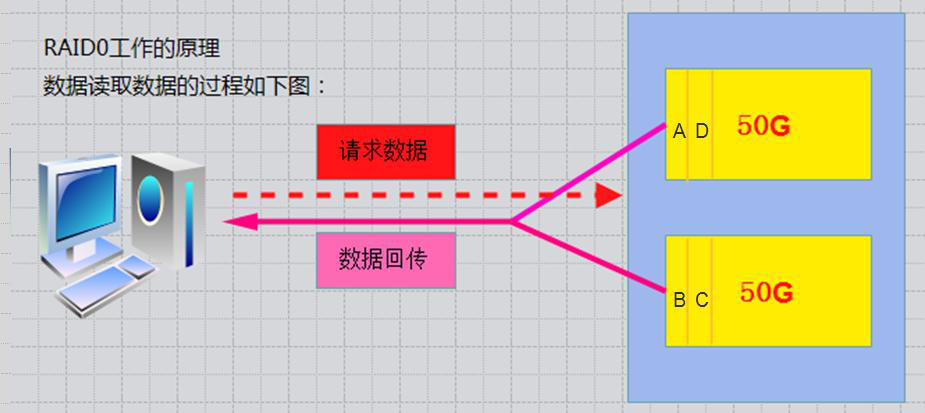 RAID0工作的原理
数据读取数据的过程如下图：
请求数据
A D 50G
数据回传
B C 50G